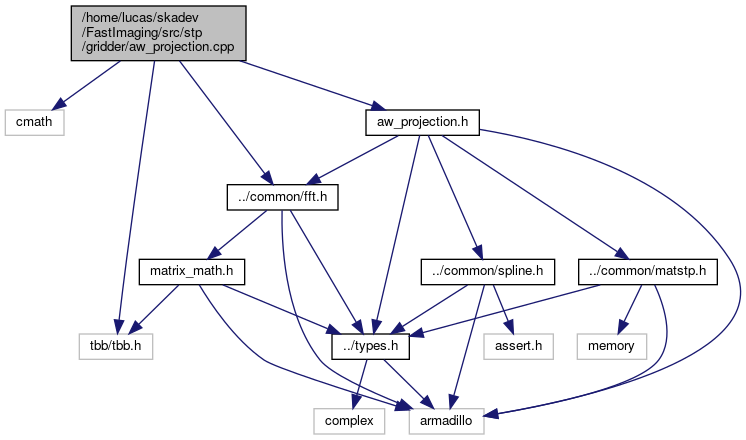 /home/lucas/skadev
/FastImaging/src/stp
/gridder/aw_projection.cpp
cmath
aw_projection.h
../common/fft.h
matrix_math.h
../common/spline.h
../common/matstp.h
tbb/tbb.h
../types.h
assert.h
memory
complex
armadillo